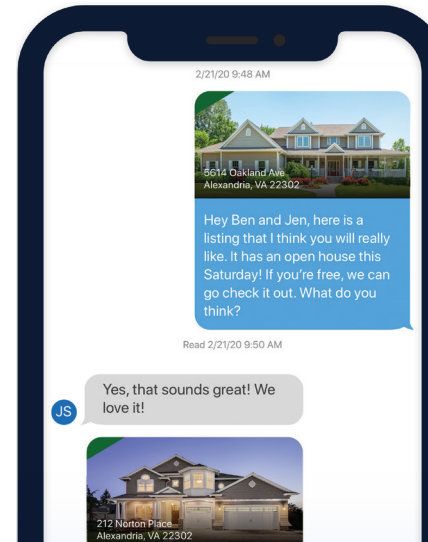 2/21/20 9:48 AM
5614 Oakland Ave
Alexandria, VA 22302
Hey Ben and Jen, here is a
listing that I think you will really
like. It has an open house this
Saturday! If you’re free, we can
go check it out. What do you
think?
Read 2/21/20 9:50 AM
Yes, that sounds great! We
love it!
JS
212 Norton Place
Alexandria, VA 22302